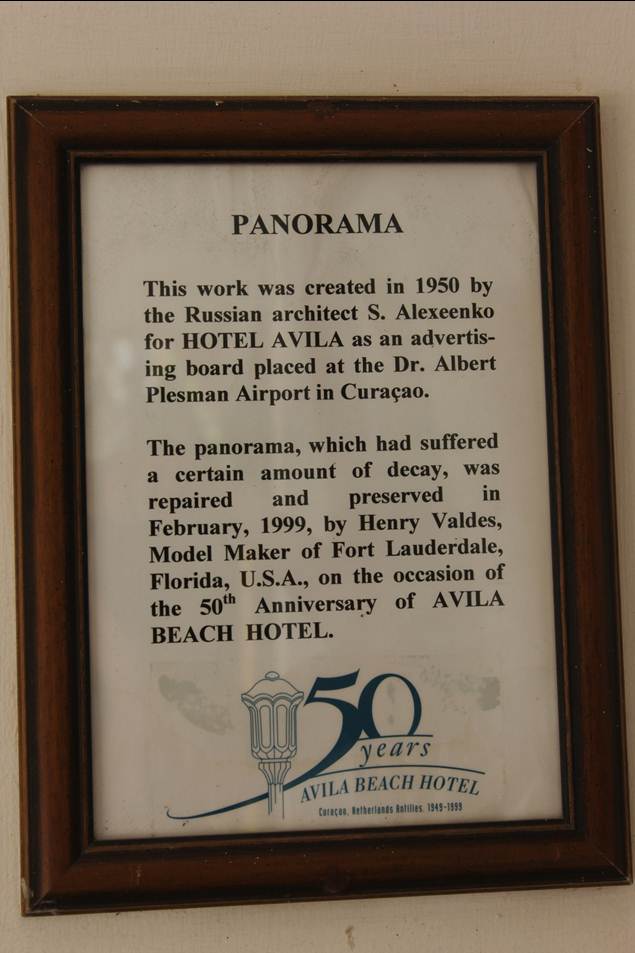 PANORAMA
This work was created in 1950 by
the Russian architect S. Alexeenko
for HOTEL AVILA as an advertis-
ing board placed at the Dr. Albert
Plesman Airport in Curaçao.
The panorama, which had suffered
a certain amount of decay, was
repaired and preserved in
February, 1999, by Henry Valdes,
Model Maker of Fort Lauderdale,
Florida, U.S.A., on the occasion of
the 50th Anniversary of AVILA
BEACH HOTEL.
50
years
AVILA BEACH HOTEL
Curaçao, Netherlands Antilles. 1949-1999